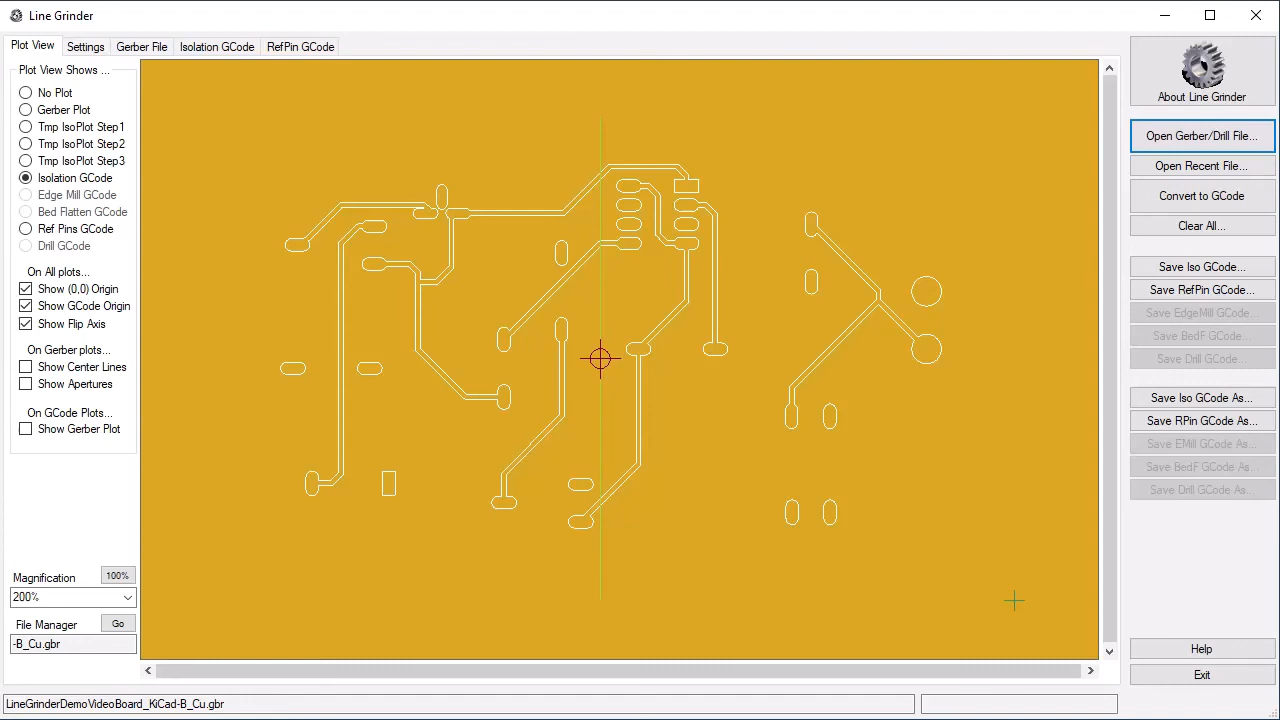 Line Grinder
Plot View
Settings
Gerber File
Isolation GCode
RefPin GCode
Plot View Shows ...
No Plot
Gerber Plot
Tmp IsoPlot Step1
Tmp IsoPlot Step2
Tmp IsoPlot Step3
Isolation GCode
Edge Mill GCode
Bed Flatten GCode
Ref Pins GCode
Drill GCode
On All plots...
Show (0,0) Origin
Show GCode Origin
Show Flip Axis
On Gerber plots...
Show Center Lines
Show Apertures
On GCode Plots...
Show Gerber Plot
Magnification
100%
200%
File Manager
Go
-B_Cu.gbr
About Line Grinder
Open Gerber/Drill File...
Open Recent File...
Convert to GCode
Clear All...
Save Iso GCode...
Save RefPin GCode...
Save EdgeMill GCode...
Save BedF GCode...
Save Drill GCode...
Save Iso GCode As...
Save RPin GCode As...
Save EMill GCode As...
Save BedF GCode As...
Save Drill GCode As...
Help
Exit
LineGrinderDemoVideoBoard_KiCad-B_Cu.gbr